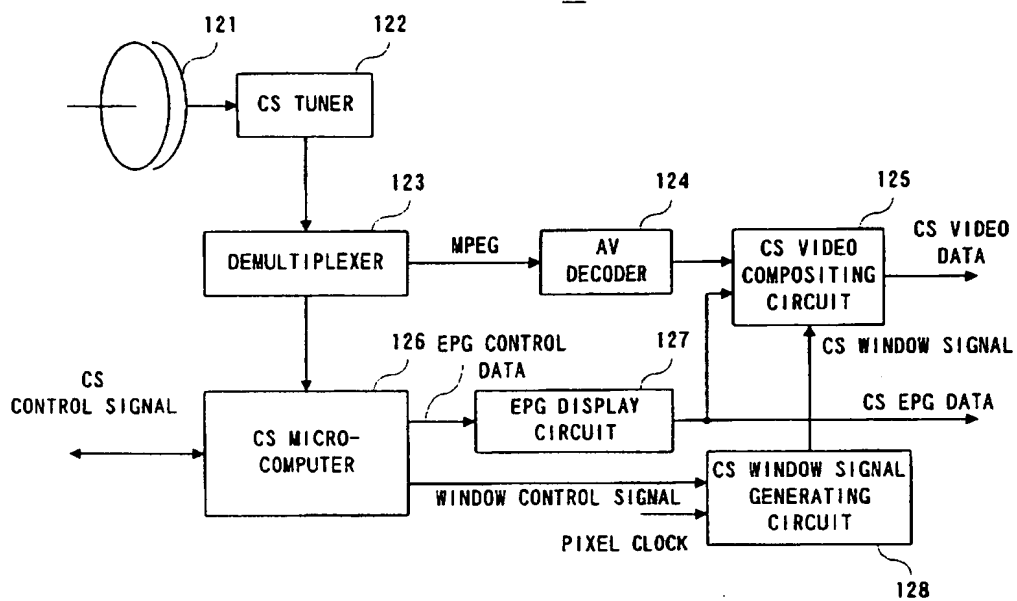 121
122
CS TUNER
123
124
125
DEMULTIPLEXER
MPEG
AV
DECODER
CS VIDEO
COMPOSITING
CIRCUIT
CS VIDEO
DATA
CS WINDOW SIGNAL
126
EPG CONTROL
DATA
127
CS
CONTROL SIGNAL
CS MICRO-
COMPUTER
EPG DISPLAY
CIRCUIT
CS EPG DATA
WINDOW CONTROL SIGNAL
CS WINDOW SIGNAL
GENERATING
CIRCUIT
PIXEL CLOCK
128